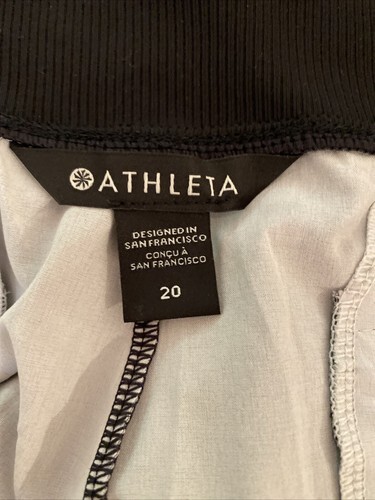 ATHLETA
DESIGNED IN
SAN FRANCISCO
CONÇU À
SAN FRANCISCO
20